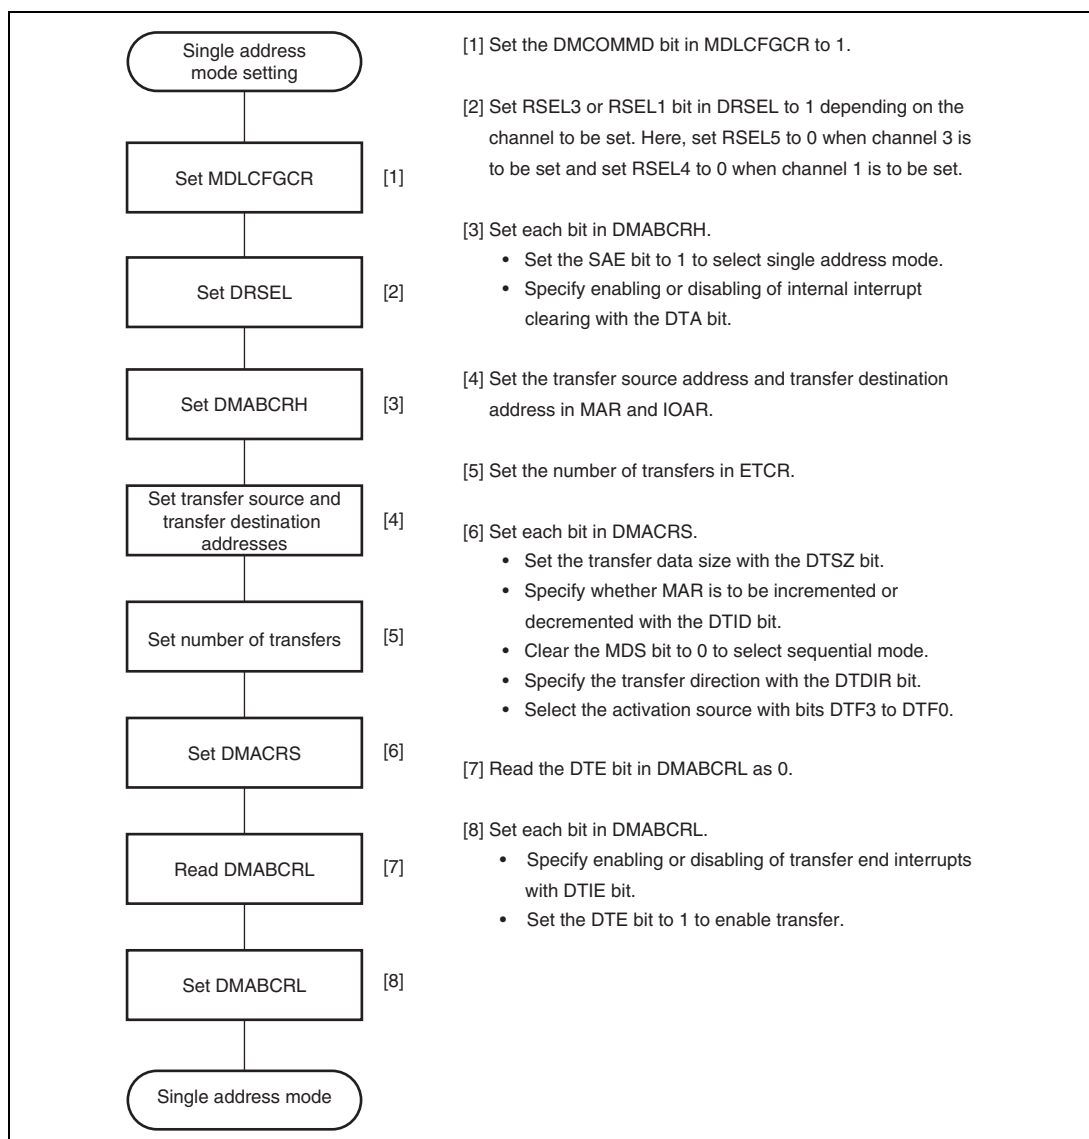 Single address
mode setting
Set MDLCFGCR
[1]
Set DRSEL
[2]
Set DMABCRH
[3]
Set transfer source and
transfer destination
addresses
[4]
Set number of transfers
[5]
Set DMACRS
[6]
Read DMABCRL
[7]
Set DMABCRL
[8]
Single address mode
[1] Set the DMCOMMD bit in MDLCFGCR to 1.
[2] Set RSEL3 or RSEL1 bit in DRSEL to 1 depending on the
channel to be set. Here, set RSEL5 to 0 when channel 3 is
to be set and set RSEL4 to 0 when channel 1 is to be set.
[3] Set each bit in DMABCRH.
• Set the SAE bit to 1 to select single address mode.
• Specify enabling or disabling of internal interrupt
clearing with the DTA bit.
[4] Set the transfer source address and transfer destination
address in MAR and IOAR.
[5] Set the number of transfers in ETCR.
[6] Set each bit in DMACRS.
• Set the transfer data size with the DTSZ bit.
• Specify whether MAR is to be incremented or
decremented with the DTID bit.
• Clear the MDS bit to 0 to select sequential mode.
• Specify the transfer direction with the DTDIR bit.
• Select the activation source with bits DTF3 to DTF0.
[7] Read the DTE bit in DMABCRL as 0.
[8] Set each bit in DMABCRL.
• Specify enabling or disabling of transfer end interrupts
with DTIE bit.
• Set the DTE bit to 1 to enable transfer.